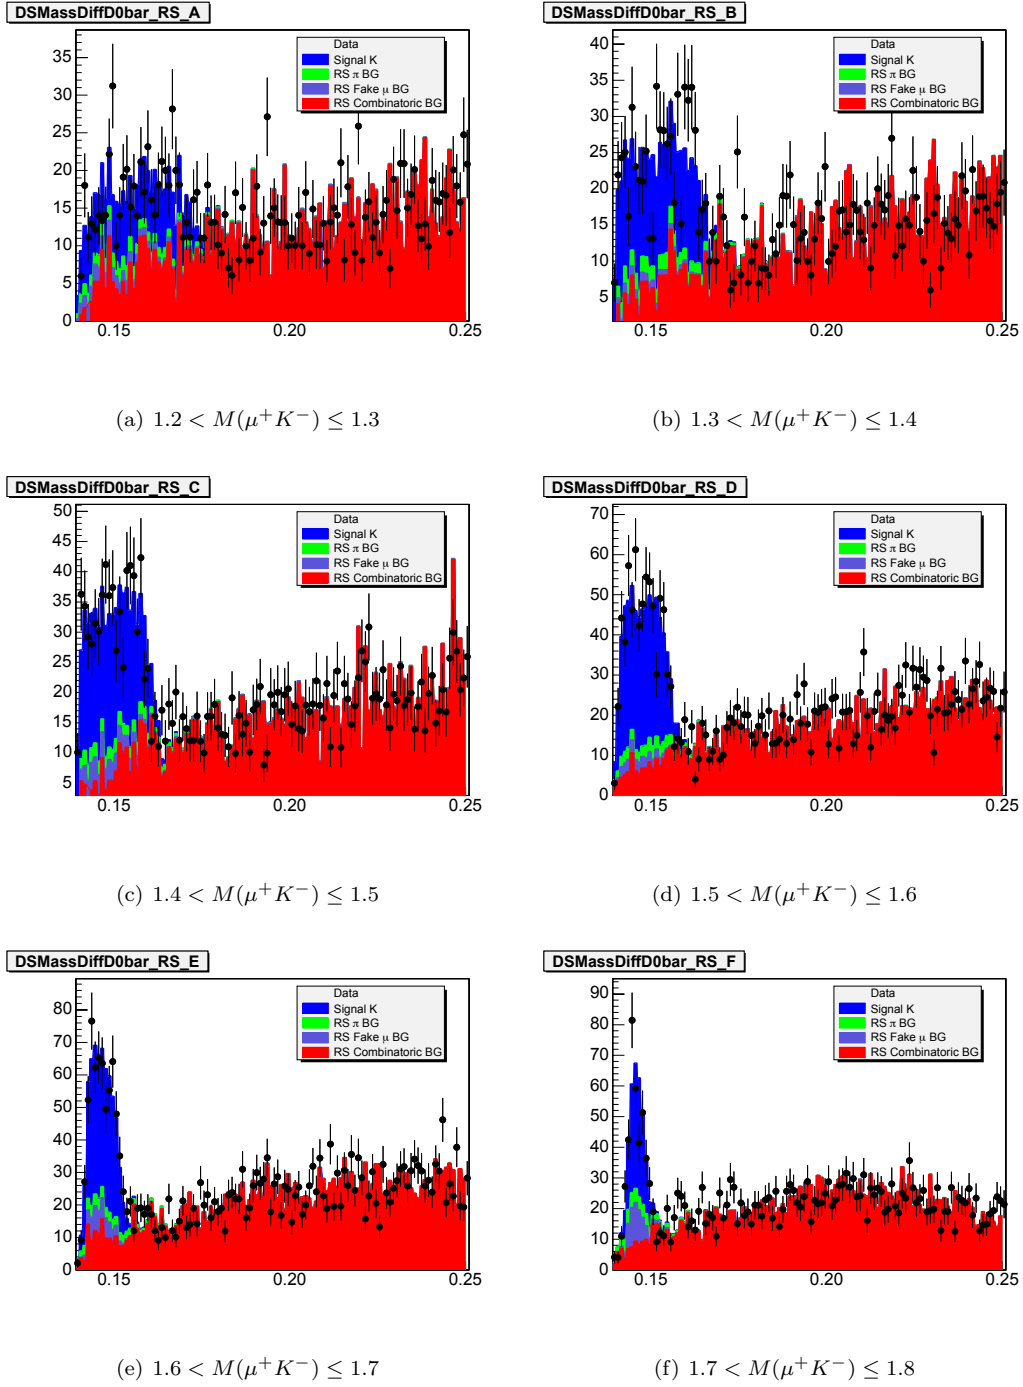 DSMassDiffD0bar_RS_A
Data
Signal K
RS π BG
RS Fake μ BG
RS Combinatoric BG
35
30
25
20
15
10
5
0
0.15 0.20 0.25
(a) 1.2 < M(μ⁺K⁻) ≤ 1.3
DSMassDiffD0bar_RS_B
Data
Signal K
RS π BG
RS Fake μ BG
RS Combinatoric BG
40
35
30
25
20
15
10
5
0.15 0.20 0.25
(b) 1.3 < M(μ⁺K⁻) ≤ 1.4
DSMassDiffD0bar_RS_C
Data
Signal K
RS π BG
RS Fake μ BG
RS Combinatoric BG
50
45
40
35
30
25
20
15
10
5
0.15 0.20 0.25
(c) 1.4 < M(μ⁺K⁻) ≤ 1.5
DSMassDiffD0bar_RS_D
Data
Signal K
RS π BG
RS Fake μ BG
RS Combinatoric BG
70
60
50
40
30
20
10
0
0.15 0.20 0.25
(d) 1.5 < M(μ⁺K⁻) ≤ 1.6
DSMassDiffD0bar_RS_E
Data
Signal K
RS π BG
RS Fake μ BG
RS Combinatoric BG
80
70
60
50
40
30
20
10
0
0.15 0.20 0.25
(e) 1.6 < M(μ⁺K⁻) ≤ 1.7
DSMassDiffD0bar_RS_F
Data
Signal K
RS π BG
RS Fake μ BG
RS Combinatoric BG
90
80
70
60
50
40
30
20
10
0
0.15 0.20 0.25
(f) 1.7 < M(μ⁺K⁻) ≤ 1.8